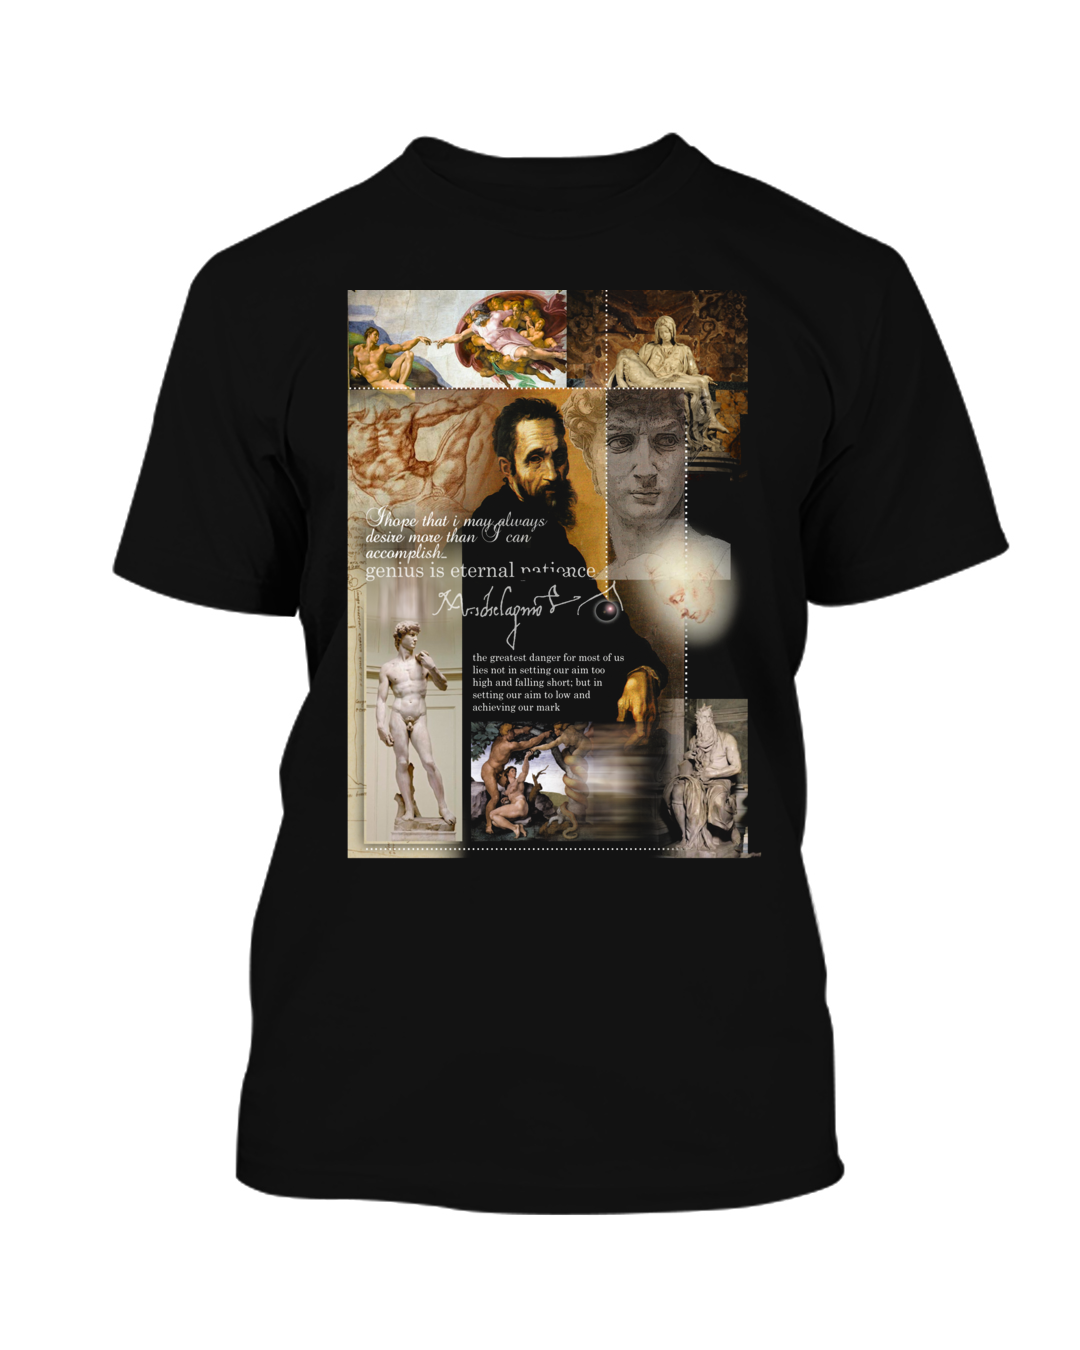 I hope that i may always
desire more than I can
accomplish..
genius is eternal patience
the greatest danger for most of us
lies not in setting our aim too
high and falling short; but in
setting our aim to low and
achieving our mark